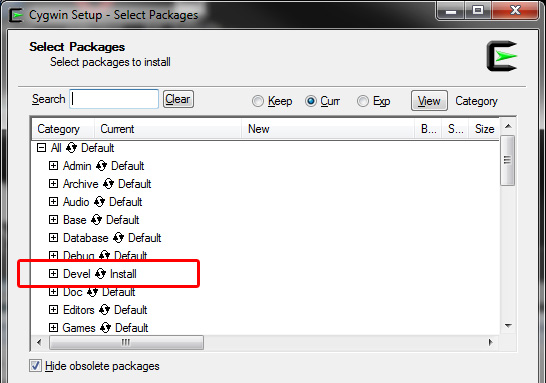 Cygwin Setup - Select Packages
Select Packages
Select packages to install
Search Clear Keep Curr Exp View Category
Category Current New B... S... Size
All Default
Admin Default
Archive Default
Audio Default
Base Default
Database Default
Debug Default
Devel Install
Doc Default
Editors Default
Games Default
Hide obsolete packages